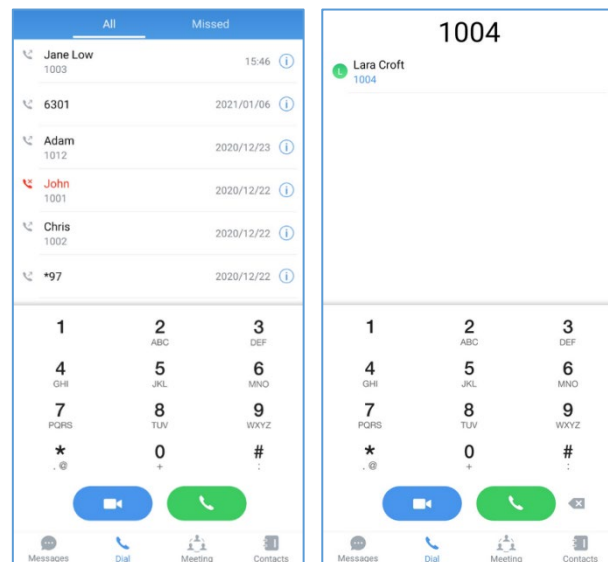 All Missed
Jane Low
1003
15:46
6301
2021/01/06
Adam
1012
2020/12/23
John
1001
2020/12/22
Chris
1002
2020/12/22
*97
2020/12/22
1 2 3
ABC DEF
4 5 6
GHI JKL MNO
7 8 9
PQRS TUV WXYZ
* 0 #
. @ + :
Messages Dial Meeting Contacts
1004
L
Lara Croft
1004
1 2 3
ABC DEF
4 5 6
GHI JKL MNO
7 8 9
PQRS TUV WXYZ
* 0 #
. @ + :
Messages Dial Meeting Contacts